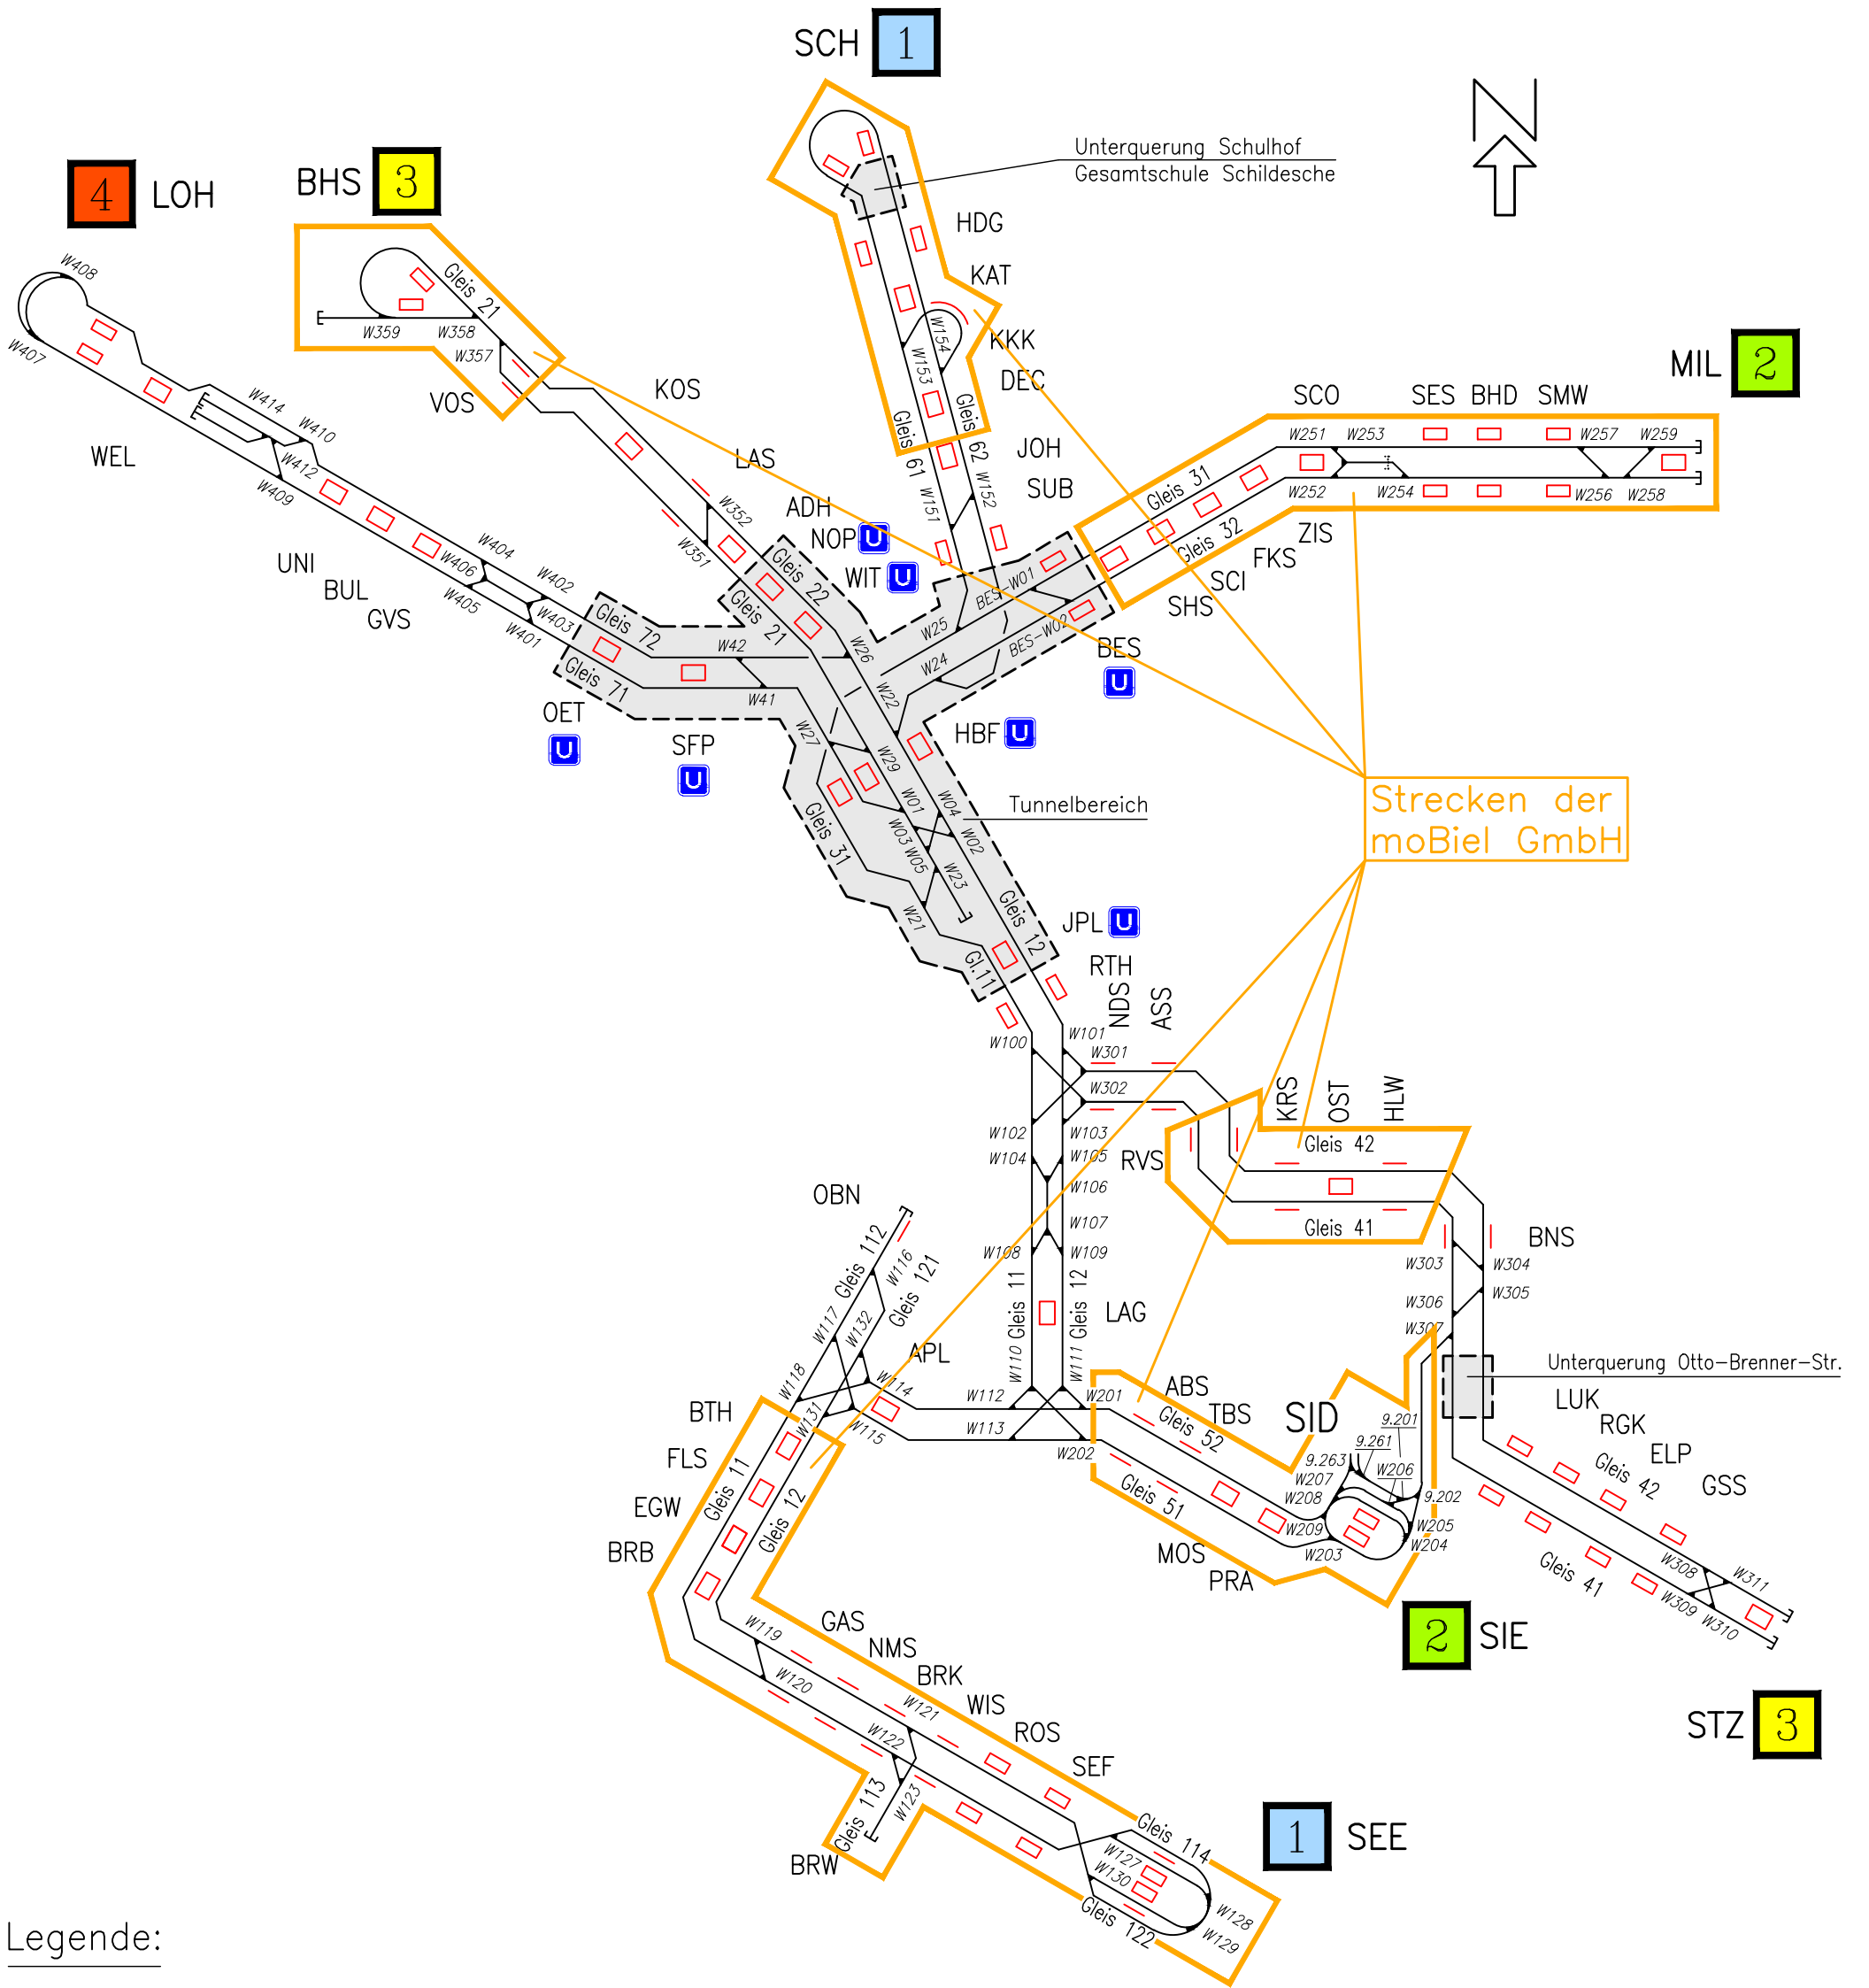 SCH 1
Unterquerung Schulhof
Gesamtschule Schildesche
N
4 LOH
BHS 3
HDG
KAT
W408
Gleis 21
W359
W358
W357
W407
W154
KKK
W153
DEC
MIL 2
KOS
VOS
SCO
SES
BHD
SMW
W414
W410
Gleis 61
Gleis 62
W251
W253
W257
W259
WEL
W412
W409
LAS
JOH
SUB
W252
W254
W256
W258
Gleis 31
W352
ADH
W151
W152
NOP U
W351
Gleis 32
ZIS
FKS
SCI
SHS
UNI
BUL
GVS
W406
W404
W405
W402
W403
W401
WIT U
Gleis 22
Gleis 21
BES-W01
BES-W02
Gleis 72
Gleis 71
W42
W41
W26
W25
W24
W22
BES
U
OET
U
SFP
U
W27
W29
HBF U
W01
W04
W02
W03
W05
W23
Tunnelbereich
Strecken der
moBiel GmbH
Gleis 31
W21
Gleis 12
Gl.11
JPL U
RTH
NDS
ASS
W100
W101
W301
W302
W102
W103
W104
W105
W106
W107
W108
W109
RVS
KRS
OST
HLW
Gleis 42
Gleis 41
BNS
W303
W304
W305
W306
W307
OBN
Gleis 112
W116
Gleis 121
W117
W132
W118
APL
W114
W131
W115
Gleis 11
Gleis 12
LAG
W110
W111
W112
W113
W201
W202
ABS
TBS
Gleis 52
Gleis 51
SID
9.201
9.261
9.263
W206
W207
W208
W209
W203
9.202
W205
W204
Unterquerung Otto-Brenner-Str.
LUK
RGK
ELP
GSS
Gleis 42
Gleis 41
BTH
FLS
EGW
BRB
Gleis 11
Gleis 12
MOS
PRA
W308
W311
W309
W310
2 SIE
STZ 3
W119
GAS
NMS
BRK
WIS
ROS
SEF
W120
W121
W122
W123
Gleis 113
BRW
Gleis 114
W127
W130
Gleis 122
W128
W129
1 SEE
Legende: